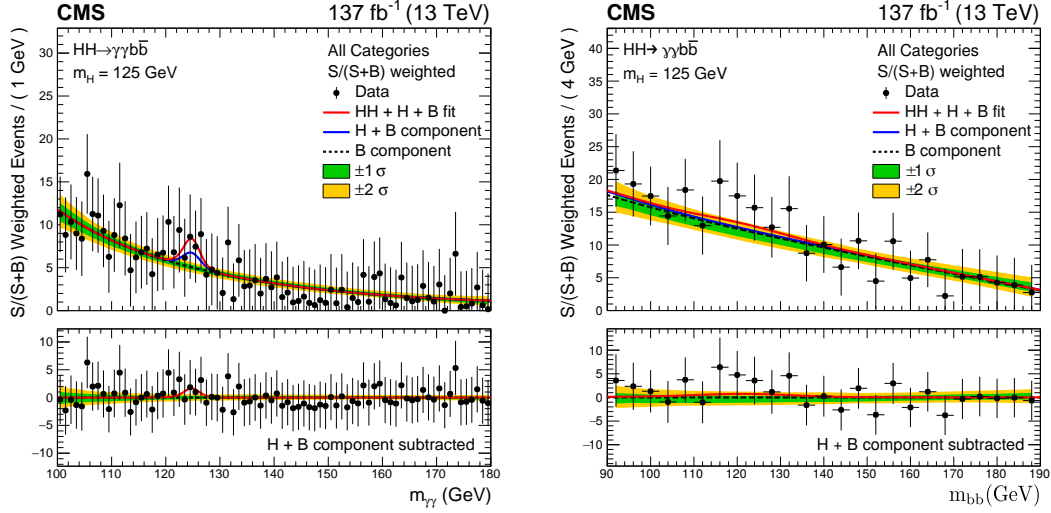 CMS 137 fb⁻¹ (13 TeV)
S/(S+B) Weighted Events / ( 1 GeV )
30
25
20
15
10
5
0
HH→γγbb̅
m_H = 125 GeV
All Categories
S/(S+B) weighted
Data
HH + H + B fit
H + B component
B component
±1 σ
±2 σ
10
5
0
−5
−10
H + B component subtracted
100 110 120 130 140 150 160 170 180
m_γγ (GeV)
CMS 137 fb⁻¹ (13 TeV)
S/(S+B) Weighted Events / ( 4 GeV )
40
35
30
25
20
15
10
5
0
HH→ γγbb̅
m_H = 125 GeV
All Categories
S/(S+B) weighted
Data
HH + H + B fit
H + B component
B component
±1 σ
±2 σ
10
5
0
−5
−10
H + B component subtracted
90 100 110 120 130 140 150 160 170 180 190
m_bb(GeV)